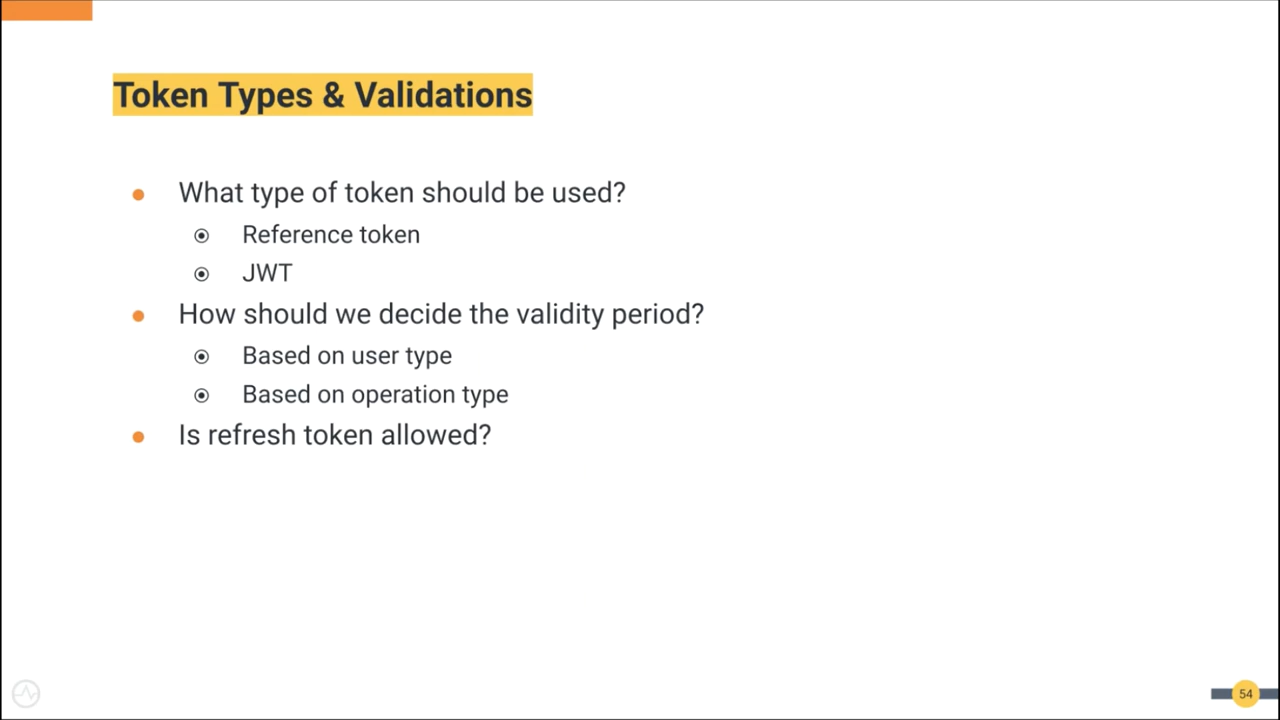 Token Types & Validations
What type of token should be used?
Reference token
JWT
How should we decide the validity period?
Based on user type
Based on operation type
Is refresh token allowed?
54